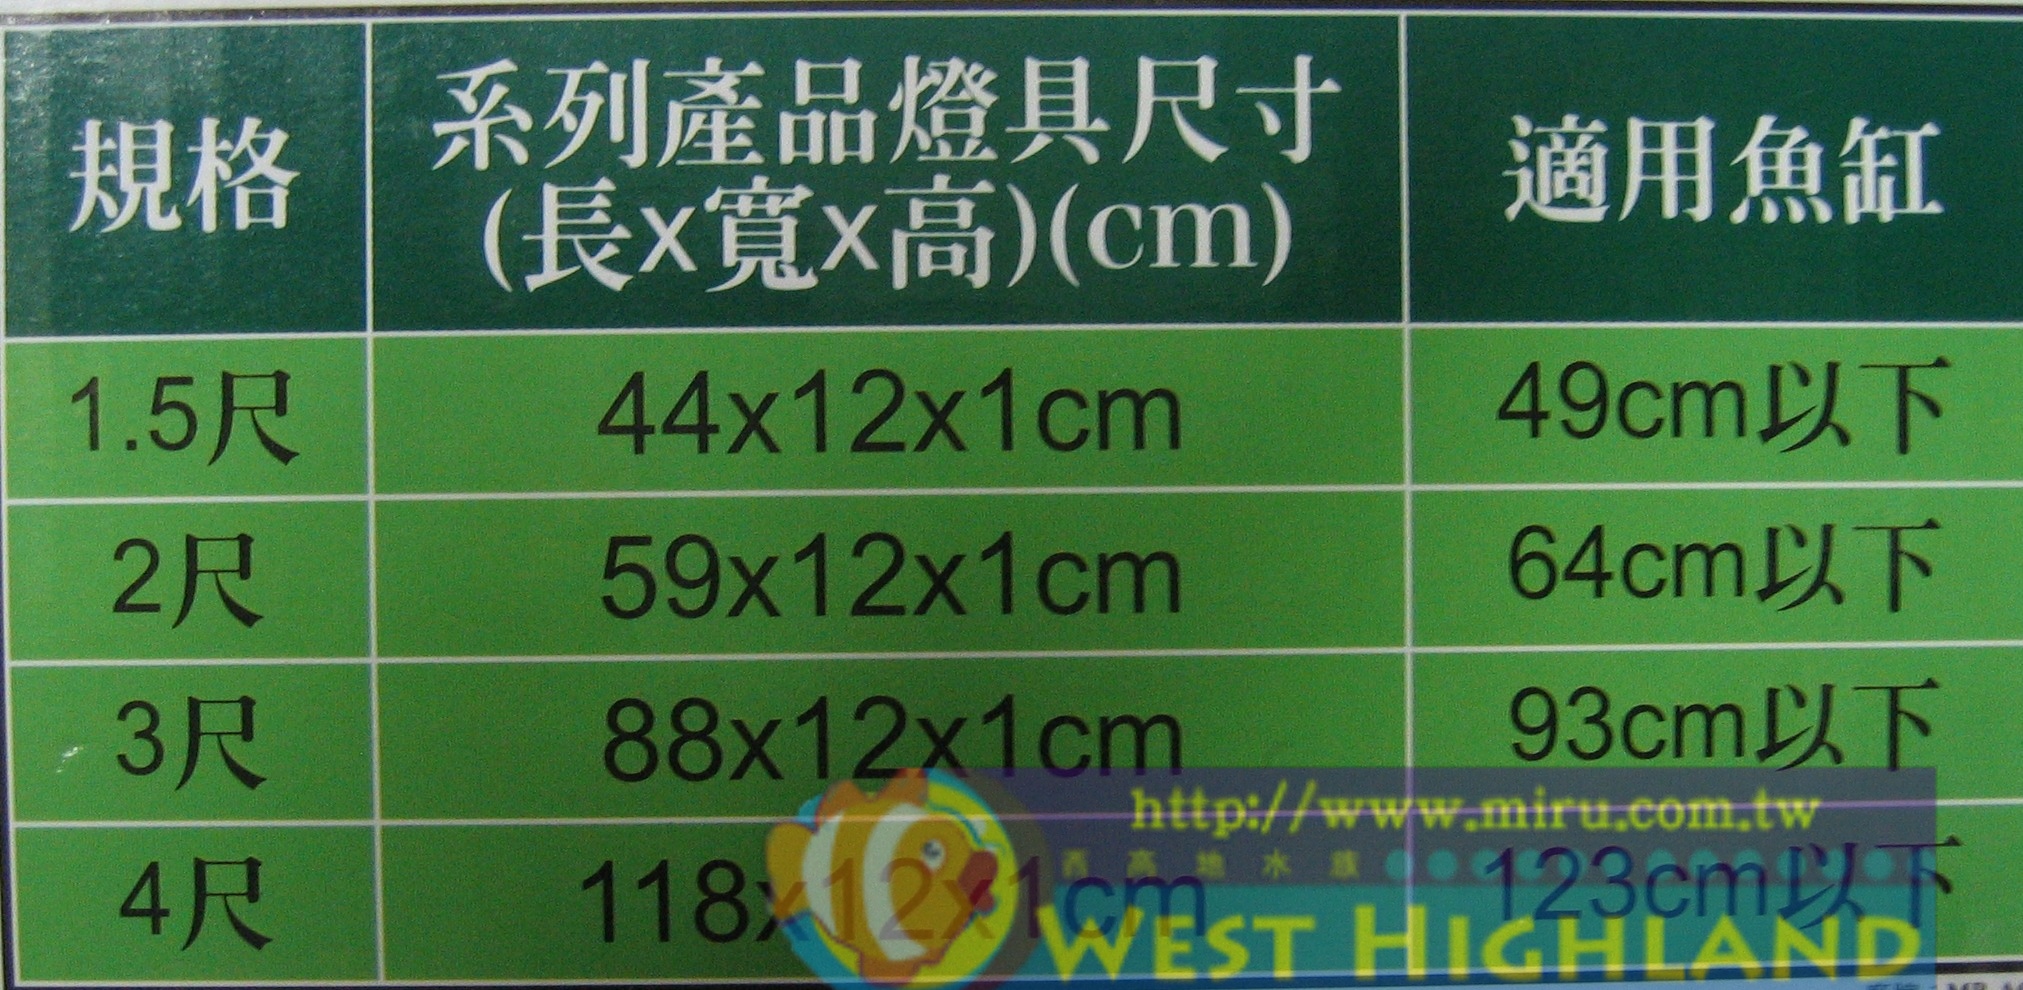 規格
系列產品燈具尺寸
(長x寬x高)(cm)
適用魚缸
1.5尺 44x12x1cm 49cm以下
2尺 59x12x1cm 64cm以下
3尺 88x12x1cm 93cm以下
4尺 118x12x1cm 123cm以下
http://www.miru.com.tw
西高地水族
WEST HIGHLAND